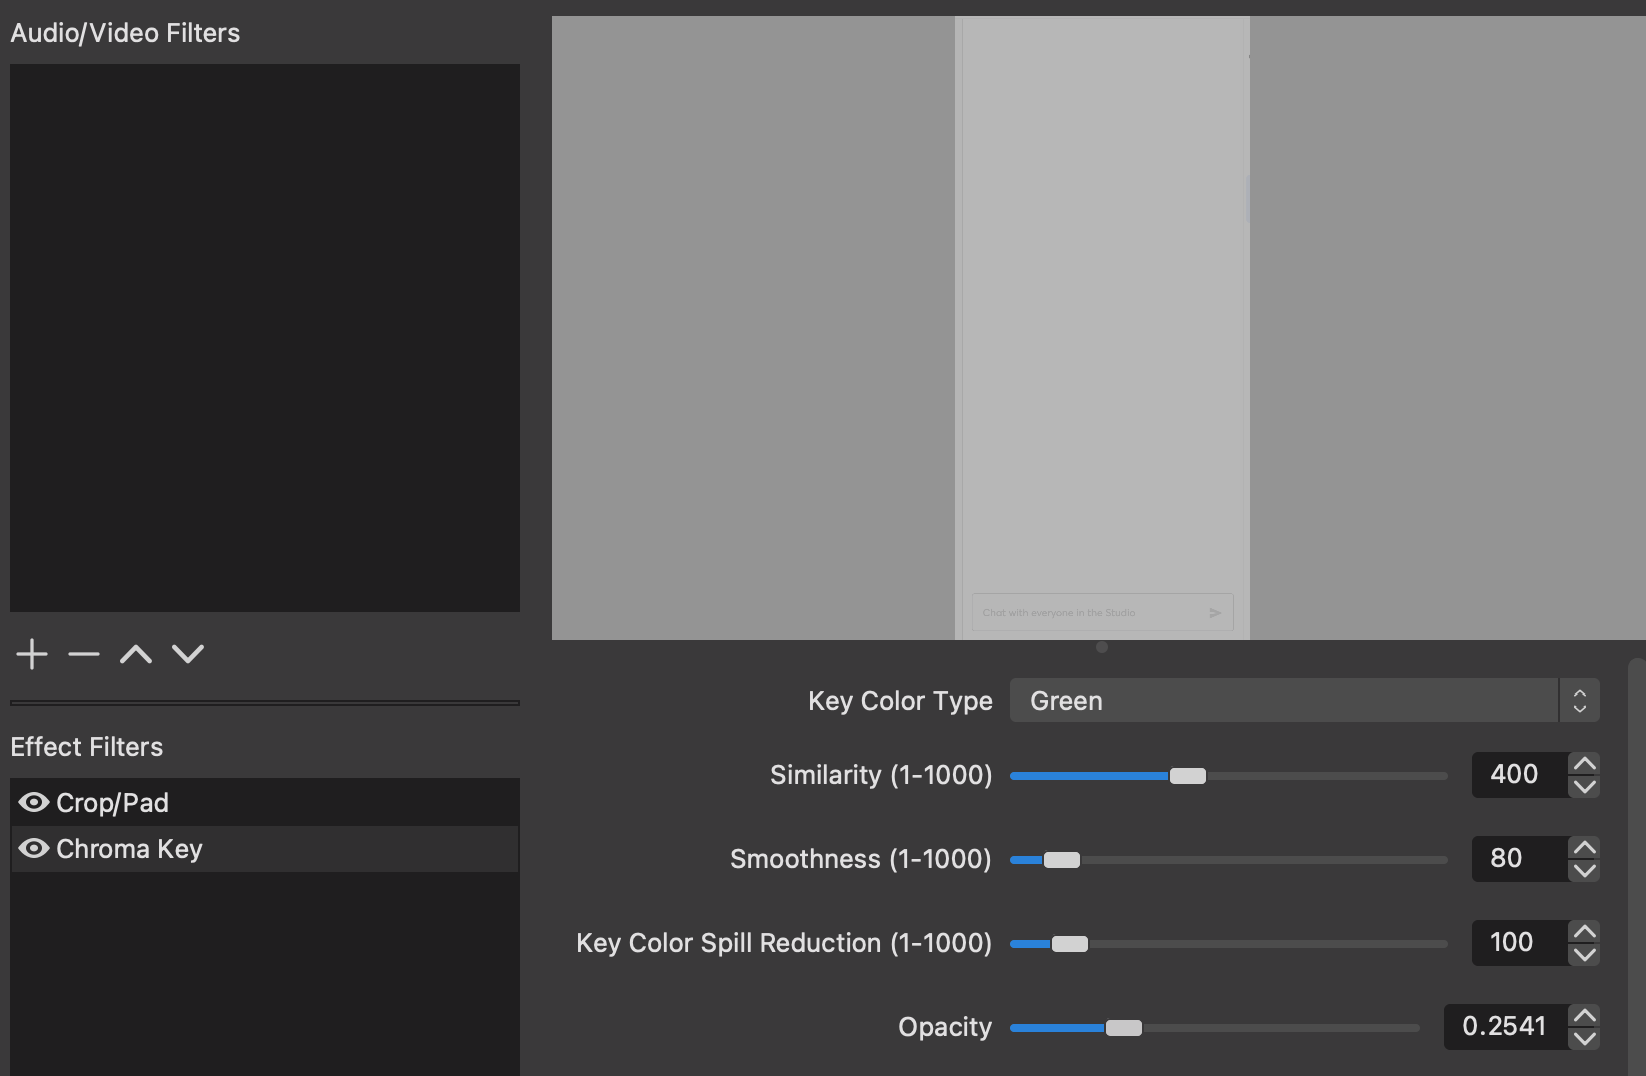 Audio/Video Filters
Chat with everyone in the Studio
Key Color Type
Green
Similarity (1-1000)
400
Effect Filters
Crop/Pad
Chroma Key
Smoothness (1-1000)
80
Key Color Spill Reduction (1-1000)
100
Opacity
0.2541